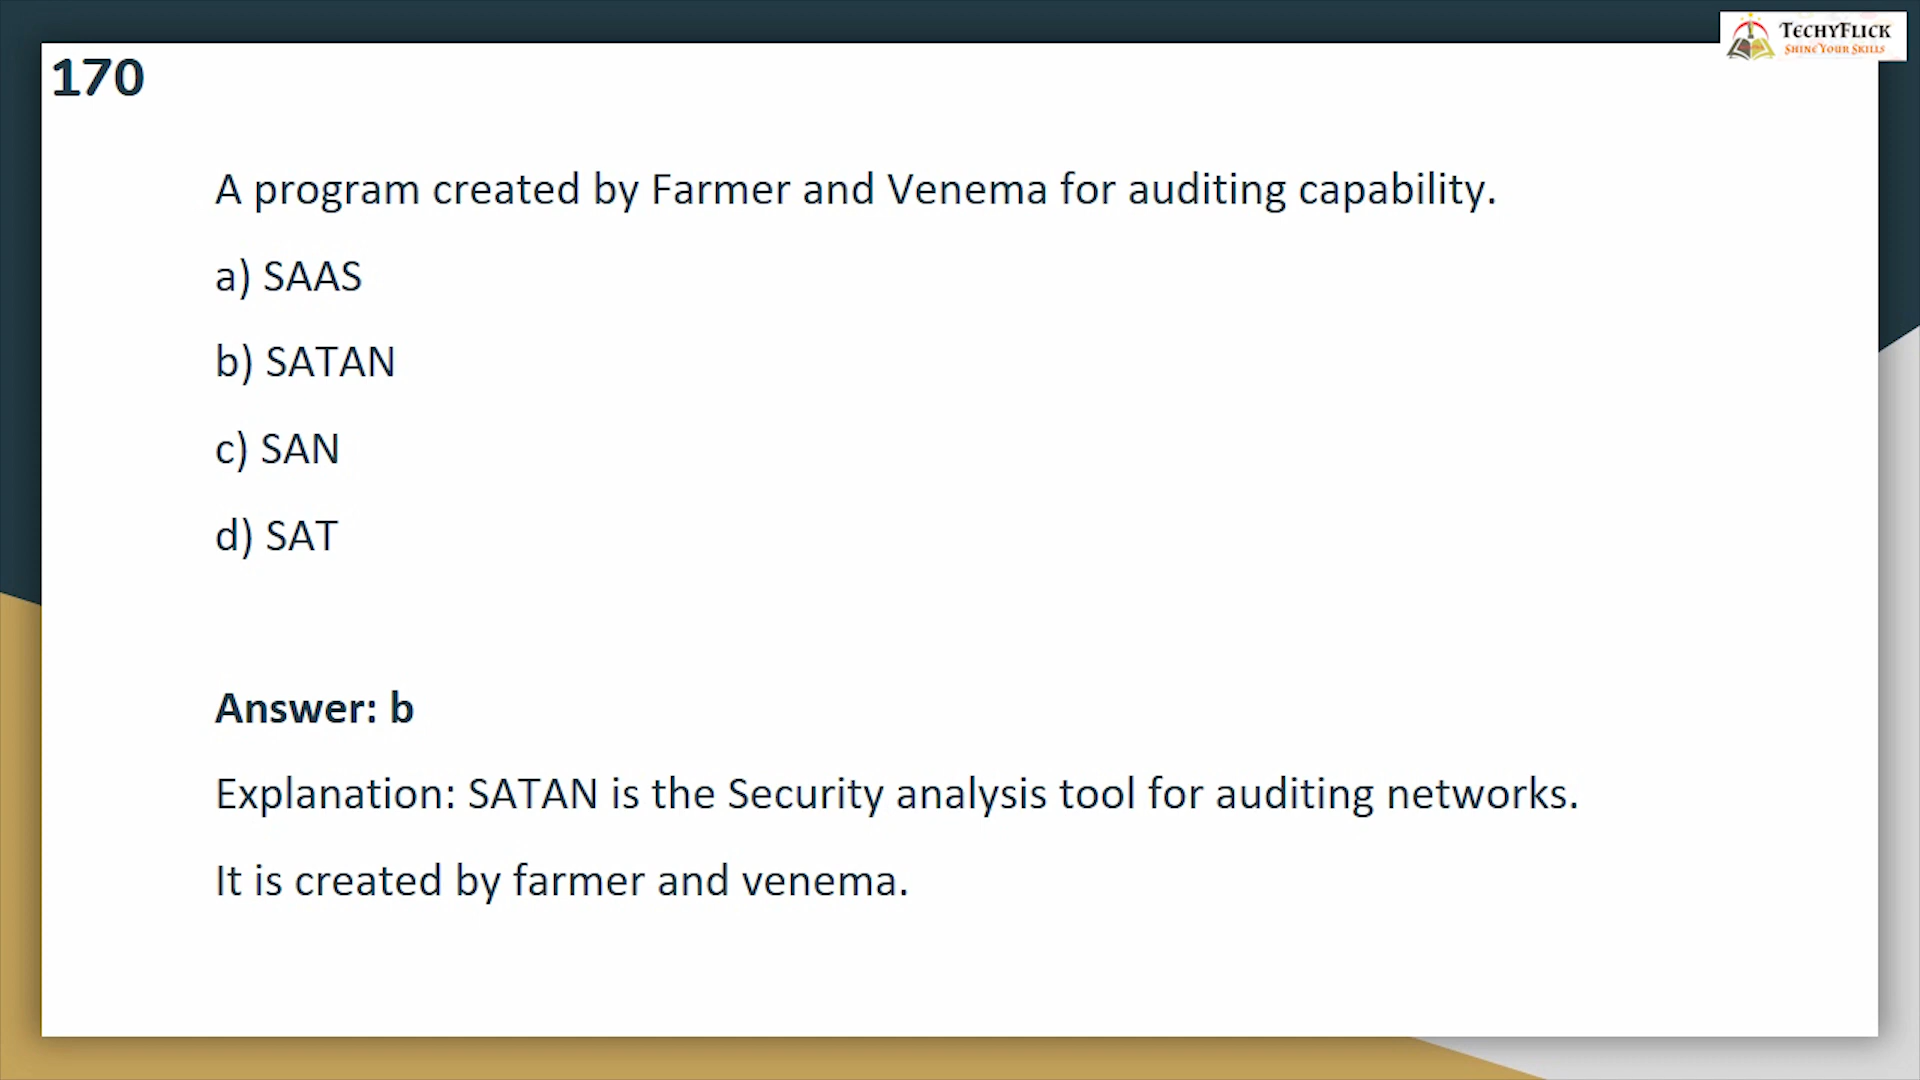 TECHYFLICK
SHINE YOUR SKILLS
170
A program created by Farmer and Venema for auditing capability.
a) SAAS
b) SATAN
c) SAN
d) SAT
Answer: b
Explanation: SATAN is the Security analysis tool for auditing networks.
It is created by farmer and venema.